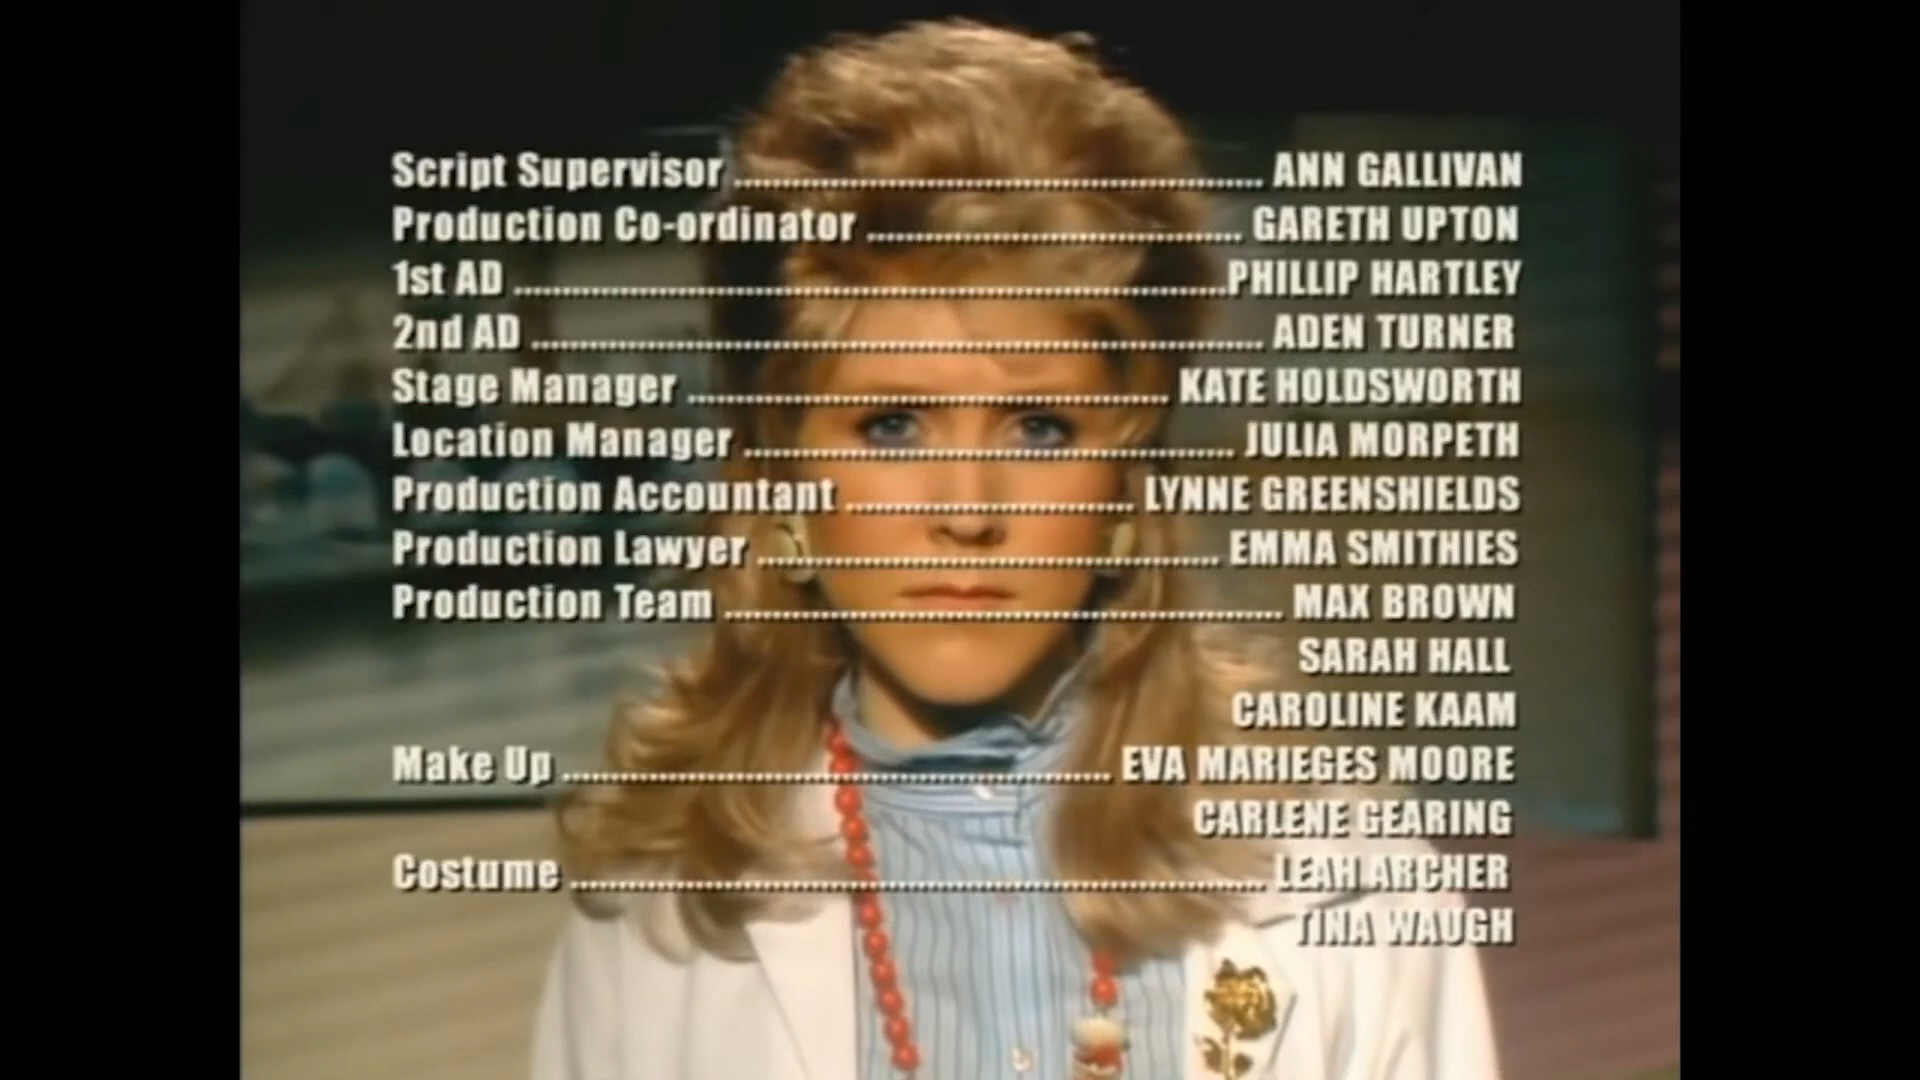 Script Supervisor ........................................................ ANN GALLIVAN
Production Co-ordinator ........................................ GARETH UPTON
1st AD ...........................................................................PHILLIP HARTLEY
2nd AD ............................................................................. ADEN TURNER
Stage Manager .................................................. KATE HOLDSWORTH
Location Manager .................................................... JULIA MORPETH
Production Accountant .............................. LYNNE GREENSHIELDS
Production Lawyer ................................................ EMMA SMITHIES
Production Team ........................................................... MAX BROWN
SARAH HALL
CAROLINE KAAM
Make Up .......................................................... EVA MARIEGES MOORE
CARLENE GEARING
Costume .......................................................................... LEAH ARCHER
TINA WAUGH